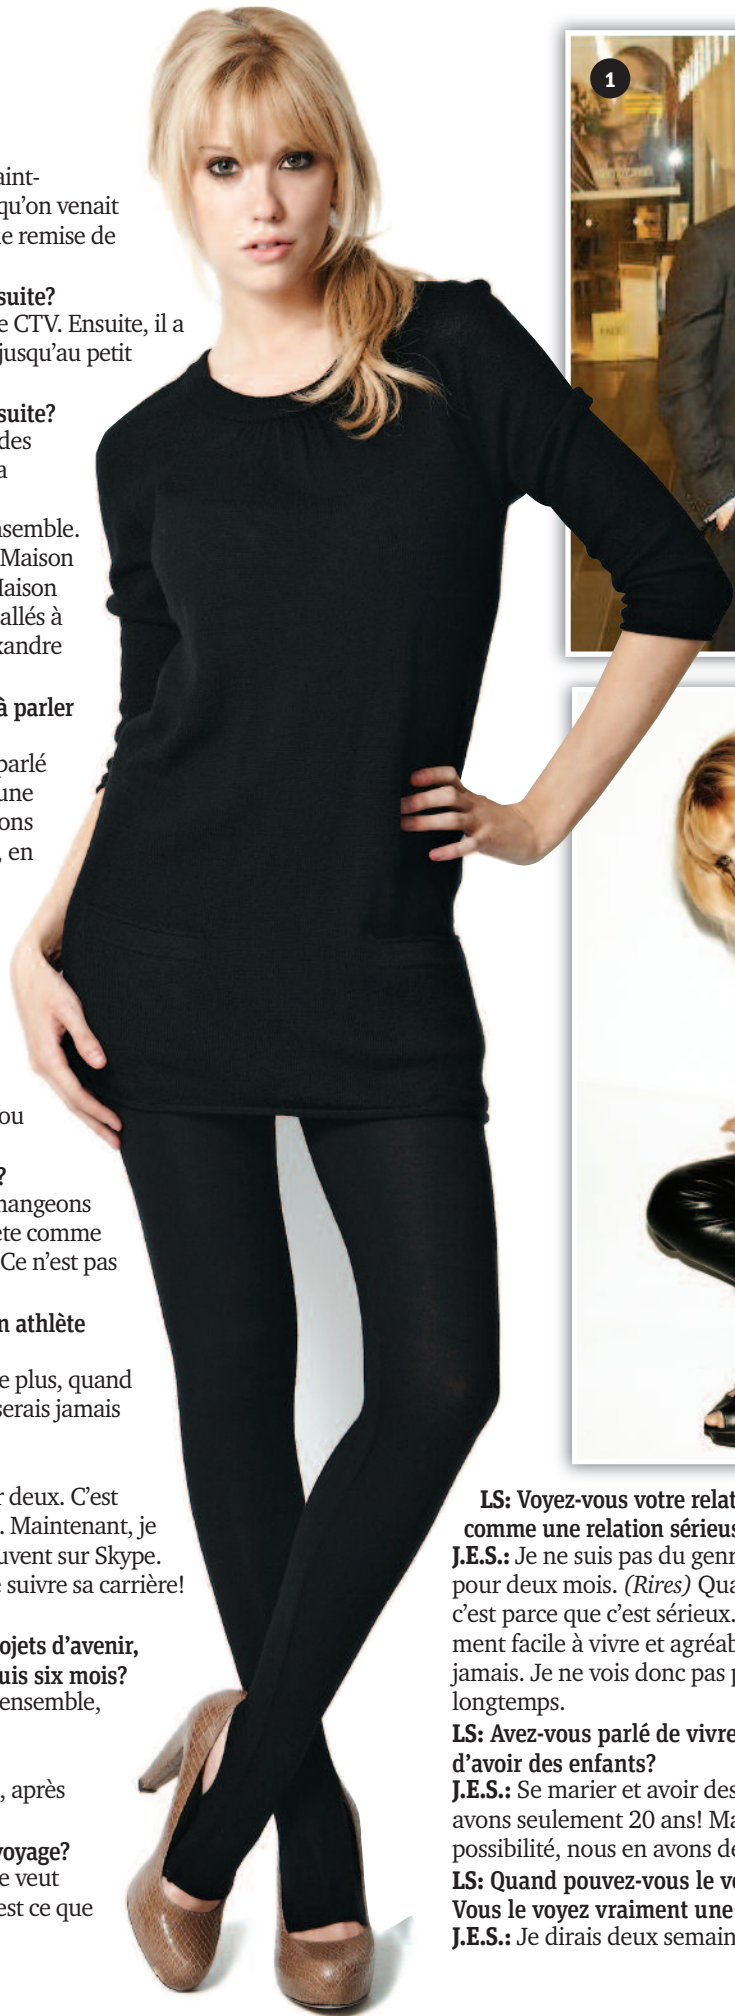 aint-
qu'on venait
e remise de
suite?
e CTV. Ensuite, il a
jusqu'au petit
suite?
des
a
nsemble.
Maison
Maison
allés à
xandre
à parler
parlé
une
ons
, en
ou
?
nangeons
ète comme
Ce n'est pas
n athlète
e plus, quand
serais jamais
r deux. C'est
. Maintenant, je
uvent sur Skype.
e suivre sa carrière!
ojets d'avenir,
uis six mois?
ensemble,
, après
voyage?
e veut
est ce que
1
LS: Voyez-vous votre relat
comme une relation sérieus
J.E.S.: Je ne suis pas du genr
pour deux mois. (Rires) Qua
c'est parce que c'est sérieux.
ment facile à vivre et agréab
jamais. Je ne vois donc pas p
longtemps.
LS: Avez-vous parlé de vivre
d'avoir des enfants?
J.E.S.: Se marier et avoir des
avons seulement 20 ans! Ma
possibilité, nous en avons dé
LS: Quand pouvez-vous le vo
Vous le voyez vraiment une
J.E.S.: Je dirais deux semain